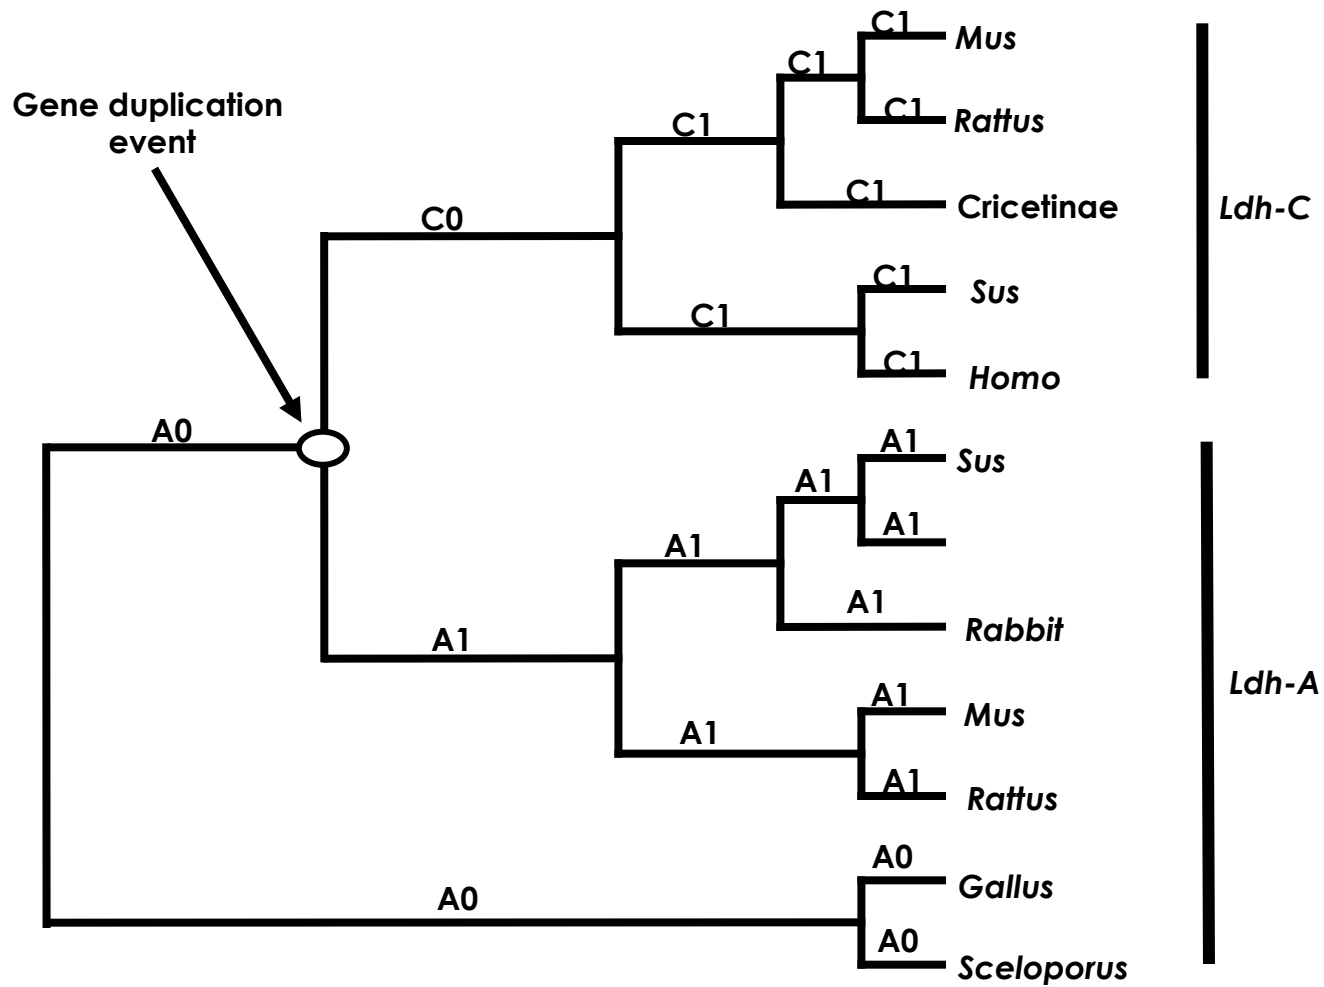 C1
Mus
Gene duplication
event
C1
C1
Rattus
C1
C1
Cricetinae
Ldh-C
C0
C1
Sus
C1
C1
Homo
A0
A1
Sus
A1
A1
A1
A1
Rabbit
A1
Ldh-A
A1
Mus
A1
A1
Rattus
A0
Gallus
A0
A0
Sceloporus